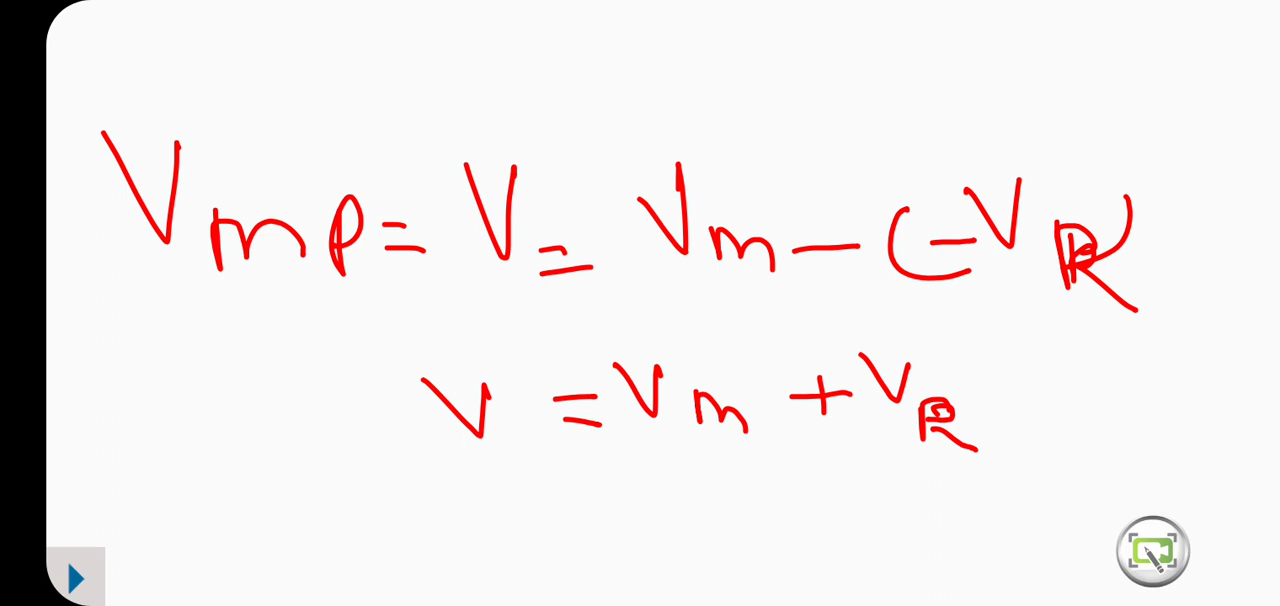 Vmp = V = Vm - (-VR)
V = Vm + VR